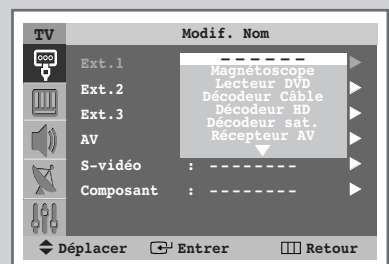 TV Modif. Nom
Ext.1 - - - - - -
Magnétoscope
Ext.2 Lecteur DVD
Décodeur Câble
Ext.3 Décodeur HD
Décodeur sat.
AV Récepteur AV
S-vidéo : - - - - - - - -
Composant : - - - - - - - -
Déplacer Entrer Retour